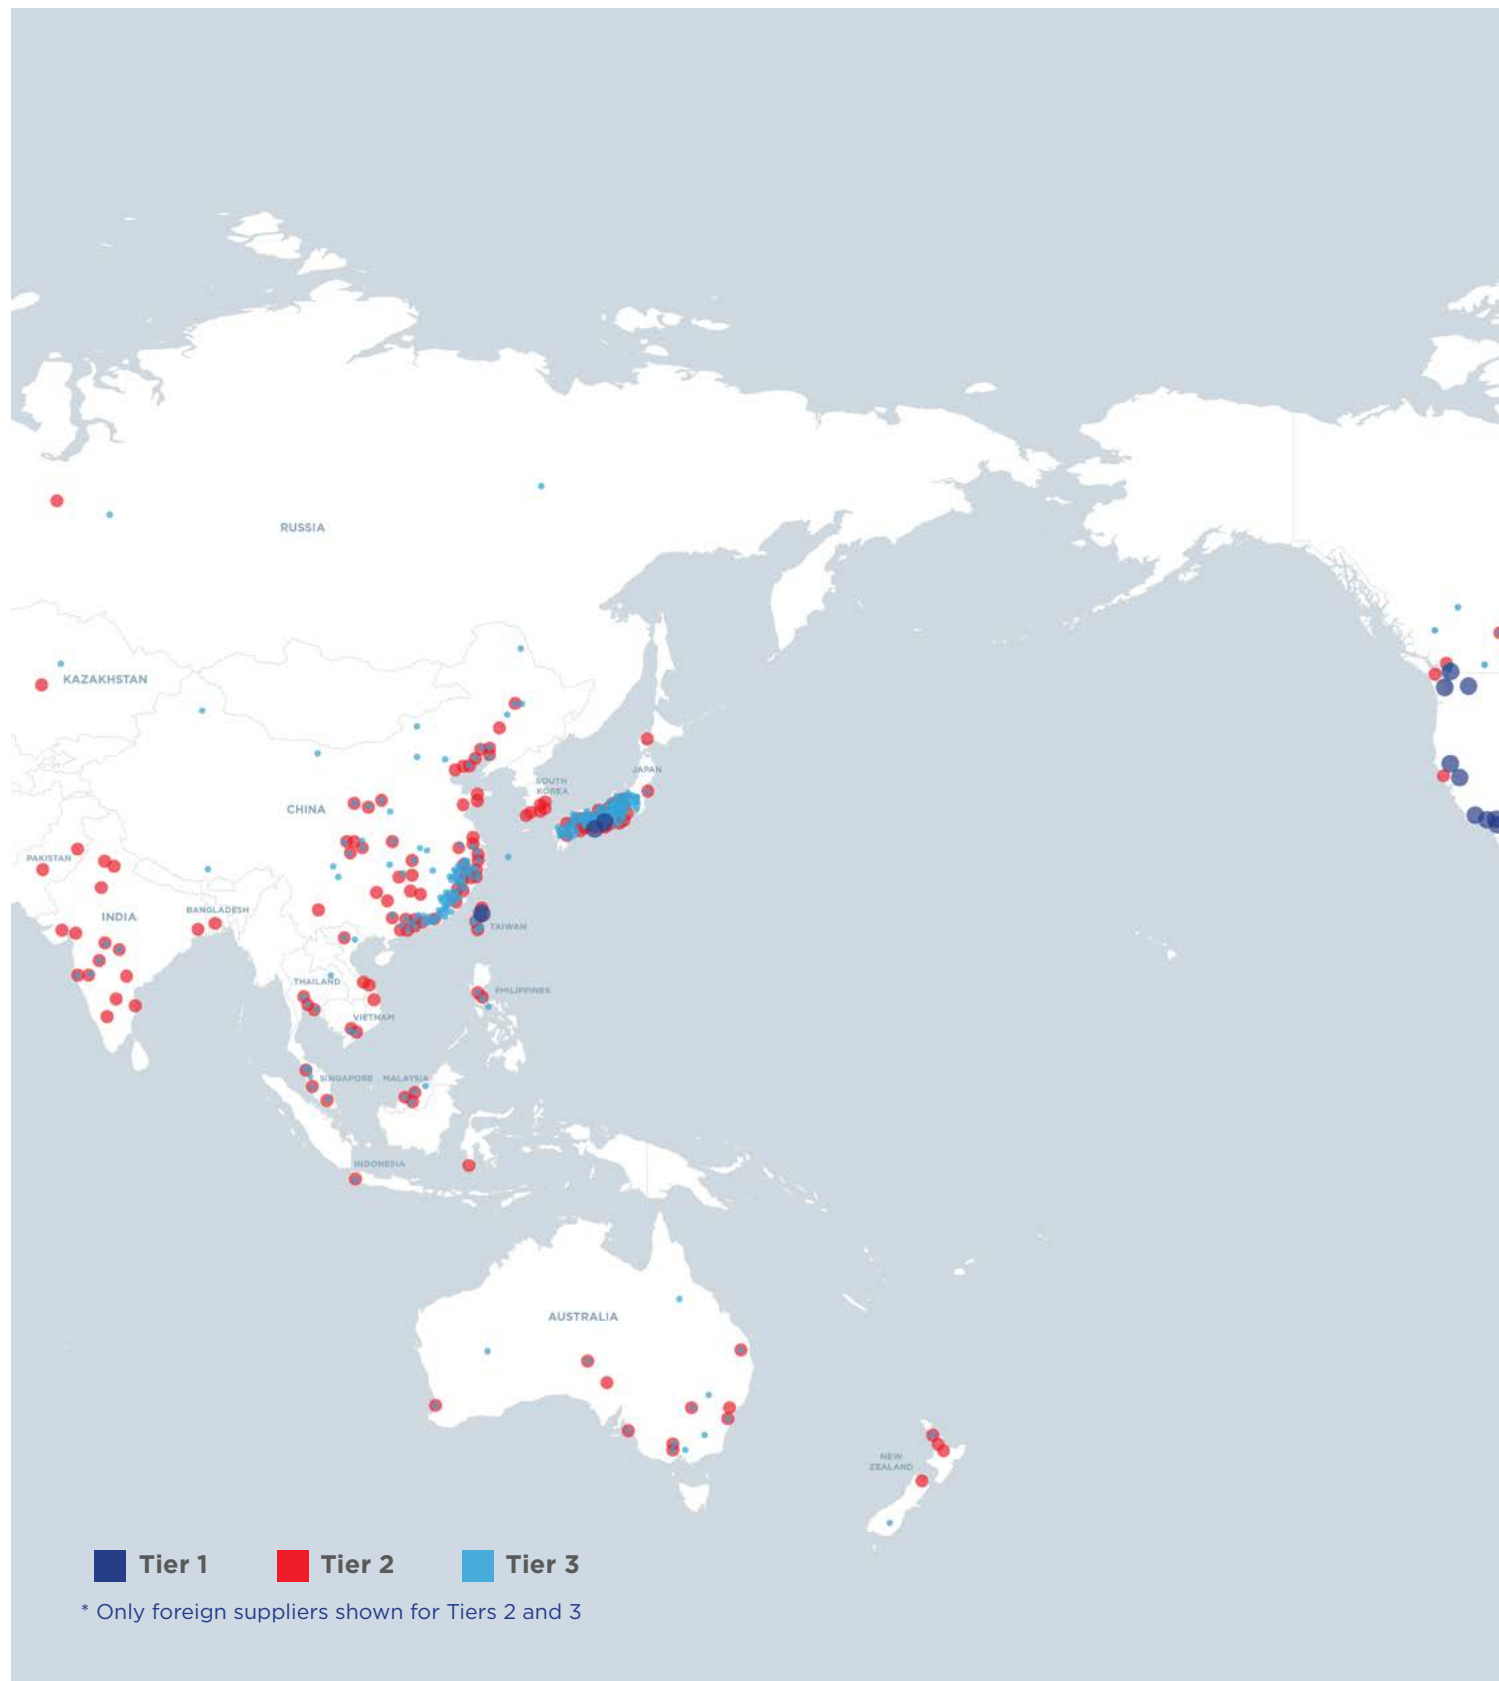 RUSSIA
KAZAKHSTAN
SOUTH
KOREA
JAPAN
CHINA
PAKISTAN
INDIA
BANGLADESH
TAIWAN
THAILAND
PHILIPPINES
VIETNAM
SINGAPORE
MALAYSIA
INDONESIA
AUSTRALIA
NEW
ZEALAND
Tier 1 Tier 2 Tier 3
* Only foreign suppliers shown for Tiers 2 and 3